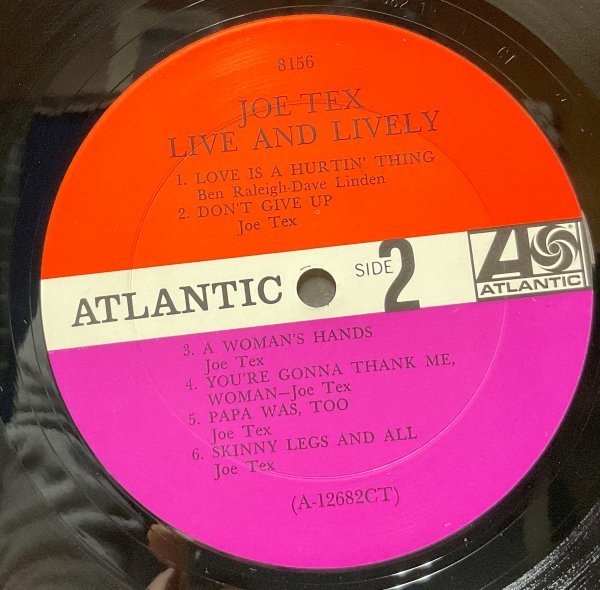 8156
JOE TEX
LIVE AND LIVELY
1. LOVE IS A HURTIN' THING
Ben Raleigh-Dave Linden
2. DON'T GIVE UP
Joe Tex
ATLANTIC
SIDE 2
ATLANTIC
3. A WOMAN'S HANDS
Joe Tex
4. YOU'RE GONNA THANK ME,
WOMAN—Joe Tex
5. PAPA WAS, TOO
Joe Tex
6. SKINNY LEGS AND ALL
Joe Tex
(A-12682CT)